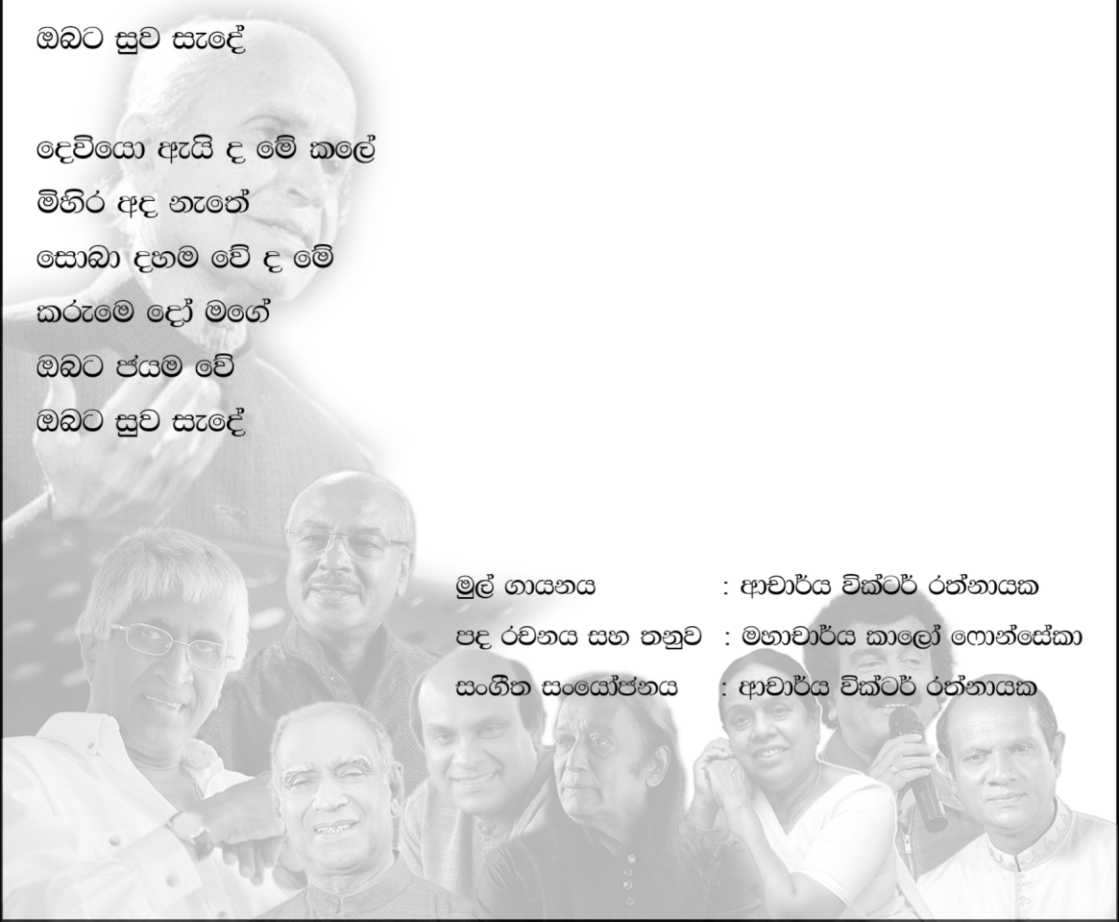 ඔබට සුව සැදේ
දෙවියො ඇයි ද මේ කලේ
මිහිර අද නැතේ
සොබා දහම වේ ද මේ
කරුමෙ දෝ මගේ
ඔබට ජයම වේ
ඔබට සුව සැදේ
මුල් ගායනය : ආචාර්ය වික්ටර් රත්නායක
පද රචනය සහ තනුව : මහාචාර්ය කාලෝ ෆොන්සේකා
සංගීත සංයෝජනය : ආචාර්ය වික්ටර් රත්නායක